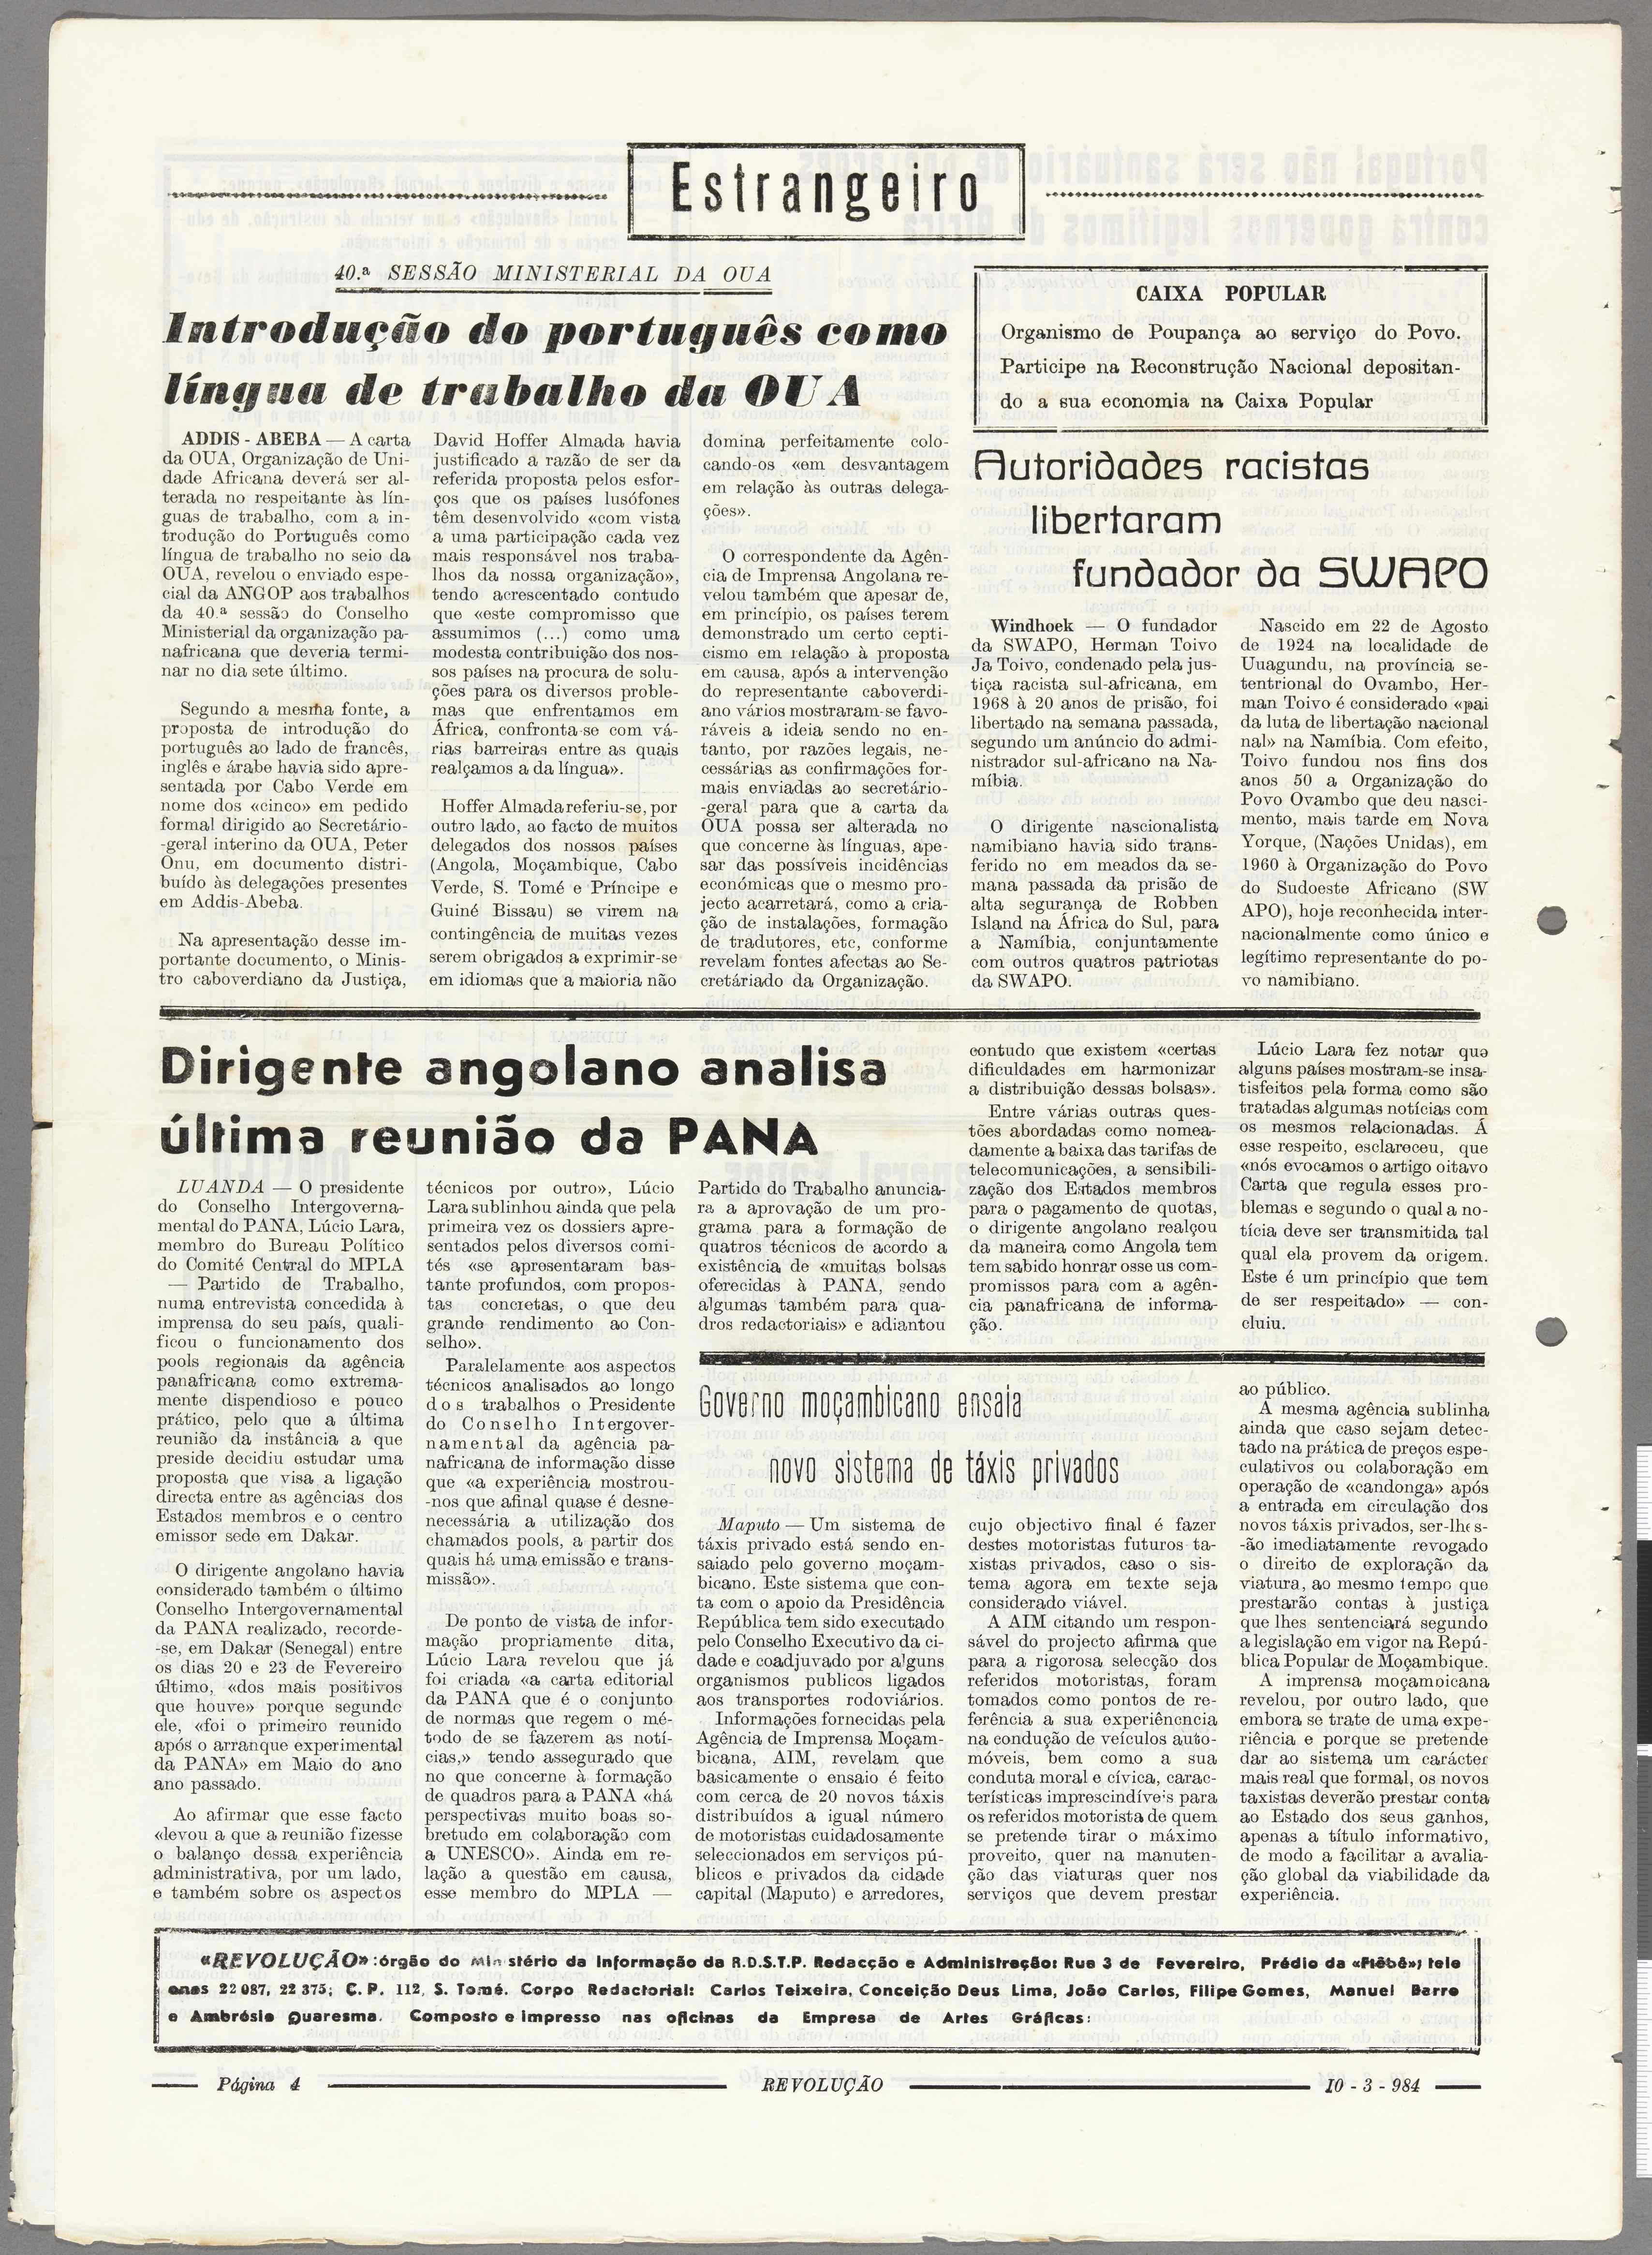 Estrangeiro
40.ª SESSÃO MINISTERIAL DA OUA
Introdução do português como
língua de trabalho da OUA
ADDIS - ABEBA — A carta
da OUA, Organização de Uni-
dade Africana deverá ser al-
terada no respeitante às lín-
guas de trabalho, com a in-
trodução do Português como
língua de trabalho no seio da
OUA, revelou o enviado espe-
cial da ANGOP aos trabalhos
da 40.ª sessão do Conselho
Ministerial da organização pa-
nafricana que deveria termi-
nar no dia sete último.
Segundo a mesma fonte, a
proposta de introdução do
português ao lado de francês,
inglês e árabe havia sido apre-
sentada por Cabo Verde em
nome dos «cinco» em pedido
formal dirigido ao Secretário-
-geral interino da OUA, Peter
Onu, em documento distri-
buído às delegações presentes
em Addis-Abeba.
Na apresentação desse im-
portante documento, o Minis-
tro caboverdiano da Justiça,
David Hoffer Almada havia
justificado a razão de ser da
referida proposta pelos esfor-
ços que os países lusófones
têm desenvolvido «com vista
a uma participação cada vez
mais responsável nos traba-
lhos da nossa organização»,
tendo acrescentado contudo
que «este compromisso que
assumimos (...) como uma
modesta contribuição dos nos-
sos países na procura de solu-
ções para os diversos proble-
mas que enfrentamos em
África, confronta-se com vá-
rias barreiras entre as quais
realçamos a da língua».
Hoffer Almada referiu-se, por
outro lado, ao facto de muitos
delegados dos nossos países
(Angola, Moçambique, Cabo
Verde, S. Tomé e Príncipe e
Guiné Bissau) se virem na
contingência de muitas vezes
serem obrigados a exprimir-se
em idiomas que a maioria não
domina perfeitamente colo-
cando-os «em desvantagem
em relação às outras delega-
ções».
O correspondente da Agên-
cia de Imprensa Angolana re-
velou também que apesar de,
em princípio, os países terem
demonstrado um certo cepti-
cismo em relação à proposta
em causa, após a intervenção
do representante caboverdi-
ano vários mostraram-se favo-
ráveis a ideia sendo no en-
tanto, por razões legais, ne-
cessárias as confirmações for-
mais enviadas ao secretário-
-geral para que a carta da
OUA possa ser alterada no
que concerne às línguas, ape-
sar das possíveis incidências
económicas que o mesmo pro-
jecto acarretará, como a cria-
ção de instalações, formação
de tradutores, etc, conforme
revelam fontes afectas ao Se-
cretáriado da Organização.
CAIXA POPULAR
Organismo de Poupança ao serviço do Povo.
Participe na Reconstrução Nacional depositan-
do a sua economia na Caixa Popular
Autoridades racistas
libertaram
fundador da SWAPO
Windhoek — O fundador
da SWAPO, Herman Toivo
Ja Toivo, condenado pela jus-
tiça racista sul-africana, em
1968 à 20 anos de prisão, foi
libertado na semana passada,
segundo um anúncio do admi-
nistrador sul-africano na Na-
míbia.
O dirigente nascionalista
namibiano havia sido trans-
ferido no em meados da se-
mana passada da prisão de
alta segurança de Robben
Island na África do Sul, para
a Namíbia, conjuntamente
com outros quatros patriotas
da SWAPO.
Nascido em 22 de Agosto
de 1924 na localidade de
Uuagundu, na província se-
tentrional do Ovambo, Her-
man Toivo é considerado «pai
da luta de libertação nacional
nal» na Namíbia. Com efeito,
Toivo fundou nos fins dos
anos 50 a Organização do
Povo Ovambo que deu nasci-
mento, mais tarde em Nova
Yorque, (Nações Unidas), em
1960 à Organização do Povo
do Sudoeste Africano (SW
APO), hoje reconhecida inter-
nacionalmente como único e
legítimo representante do po-
vo namibiano.
Dirigente angolano analisa
última reunião da PANA
LUANDA — O presidente
do Conselho Intergoverna-
mental do PANA, Lúcio Lara,
membro do Bureau Político
do Comité Central do MPLA
— Partido de Trabalho,
numa entrevista concedida à
imprensa do seu país, quali-
ficou o funcionamento dos
pools regionais da agência
panafricana como extrema-
mente dispendioso e pouco
prático, pelo que a última
reunião da instância a que
preside decidiu estudar uma
proposta que visa a ligação
directa entre as agências dos
Estados membros e o centro
emissor sede em Dakar.
O dirigente angolano havia
considerado também o último
Conselho Intergovernamental
da PANA realizado, recorde-
-se, em Dakar (Senegal) entre
os dias 20 e 23 de Fevereiro
último, «dos mais positivos
que houve» porque segundo
ele, «foi o primeiro reunido
após o arranque experimental
da PANA» em Maio do ano
ano passado.
Ao afirmar que esse facto
«levou a que a reunião fizesse
o balanço dessa experiência
administrativa, por um lado,
e também sobre os aspectos
técnicos por outro», Lúcio
Lara sublinhou ainda que pela
primeira vez os dossiers apre-
sentados pelos diversos comi-
tés «se apresentaram bas-
tante profundos, com propos-
tas concretas, o que deu
grande rendimento ao Con-
selho».
Paralelamente aos aspectos
técnicos analisados ao longo
dos trabalhos o Presidente
do Conselho Intergover-
namental da agência pa-
nafricana de informação disse
que «a experiência mostrou-
-nos que afinal quase é desne-
necessária a utilização dos
chamados pools, a partir dos
quais há uma emissão e trans-
missão».
De ponto de vista de infor-
mação propriamente dita,
Lúcio Lara revelou que já
foi criada «a carta editorial
da PANA que é o conjunto
de normas que regem o mé-
todo de se fazerem as notí-
cias,» tendo assegurado que
no que concerne à formação
de quadros para a PANA «há
perspectivas muito boas so-
bretudo em colaboração com
a UNESCO». Ainda em re-
lação a questão em causa,
esse membro do MPLA —
Partido do Trabalho anuncia-
ra a aprovação de um pro-
grama para a formação de
quatros técnicos de acordo a
existência de «muitas bolsas
oferecidas à PANA, sendo
algumas também para qua-
dros redactoriais» e adiantou
contudo que existem «certas
dificuldades em harmonizar
a distribuição dessas bolsas».
Entre várias outras ques-
tões abordadas como nomea-
damente a baixa das tarifas de
telecomunicações, a sensibili-
zação dos Estados membros
para o pagamento de quotas,
o dirigente angolano realçou
da maneira como Angola tem
tem sabido honrar osse us com-
promissos para com a agên-
cia panafricana de informa-
ção.
Lúcio Lara fez notar que
alguns países mostram-se insa-
tisfeitos pela forma como são
tratadas algumas notícias com
os mesmos relacionadas. Á
esse respeito, esclareceu, que
«nós evocamos o artigo oitavo
Carta que regula esses pro-
blemas e segundo o qual a no-
tícia deve ser transmitida tal
qual ela provem da origem.
Este é um princípio que tem
de ser respeitado» — con-
cluiu.
Governo moçambicano ensaia
novo sistema de táxis privados
Maputo — Um sistema de
táxis privado está sendo en-
saiado pelo governo moçam-
bicano. Este sistema que con-
ta com o apoio da Presidência
República tem sido executado
pelo Conselho Executivo da ci-
dade e coadjuvado por alguns
organismos publicos ligados
aos transportes rodoviários.
Informações fornecidas pela
Agência de Imprensa Moçam-
bicana, AIM, revelam que
basicamente o ensaio é feito
com cerca de 20 novos táxis
distribuídos a igual número
de motoristas cuidadosamente
seleccionados em serviços pú-
blicos e privados da cidade
capital (Maputo) e arredores,
cujo objectivo final é fazer
destes motoristas futuros ta-
xistas privados, caso o sis-
tema agora em texte seja
considerado viável.
A AIM citando um respon-
sável do projecto afirma que
para a rigorosa selecção dos
referidos motoristas, foram
tomados como pontos de re-
ferência a sua experiênencia
na condução de veículos auto-
móveis, bem como a sua
conduta moral e cívica, carac-
terísticas imprescindíveis para
os referidos motorista de quem
se pretende tirar o máximo
proveito, quer na manuten-
ção das viaturas quer nos
serviços que devem prestar
ao público.
A mesma agência sublinha
ainda que caso sejam detec-
tado na prática de preços espe-
culativos ou colaboração em
operação de «candonga» após
a entrada em circulação dos
novos táxis privados, ser-lhes-
-ão imediatamente revogado
o direito de exploração da
viatura, ao mesmo tempo que
prestarão contas à justiça
que lhes sentenciará segundo
a legislação em vigor na Repú-
blica Popular de Moçambique.
A imprensa moçamoicana
revelou, por outro lado, que
embora se trate de uma expe-
riência e porque se pretende
dar ao sistema um carácter
mais real que formal, os novos
taxistas deverão prestar conta
ao Estado dos seus ganhos,
apenas a título informativo,
de modo a facilitar a avalia-
ção global da viabilidade da
experiência.
«REVOLUÇÃO»:órgão do Ministério da Informação da R.D.S.T.P. Redacção e Administração: Rua 3 de Fevereiro, Prédio da «Flêbê»; tele
ones 22 087, 22 375; C. P. 112, S. Tomé. Corpo Redactorial: Carlos Teixeira, Conceição Deus Lima, João Carlos, Filipe Gomes, Manuel Barro
e Ambrósio Quaresma. Composto e impresso nas oficinas da Empresa de Artes Gráficas:
Página 4
REVOLUÇÃO
10 - 3 - 984